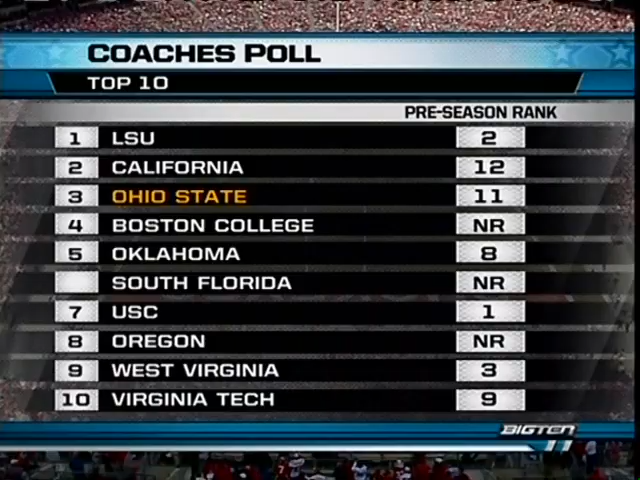 COACHES POLL
TOP 10
PRE-SEASON RANK
1 LSU 2
2 CALIFORNIA 12
3 OHIO STATE 11
4 BOSTON COLLEGE NR
5 OKLAHOMA 8
SOUTH FLORIDA NR
7 USC 1
8 OREGON NR
9 WEST VIRGINIA 3
10 VIRGINIA TECH 9
BIGTEN
11